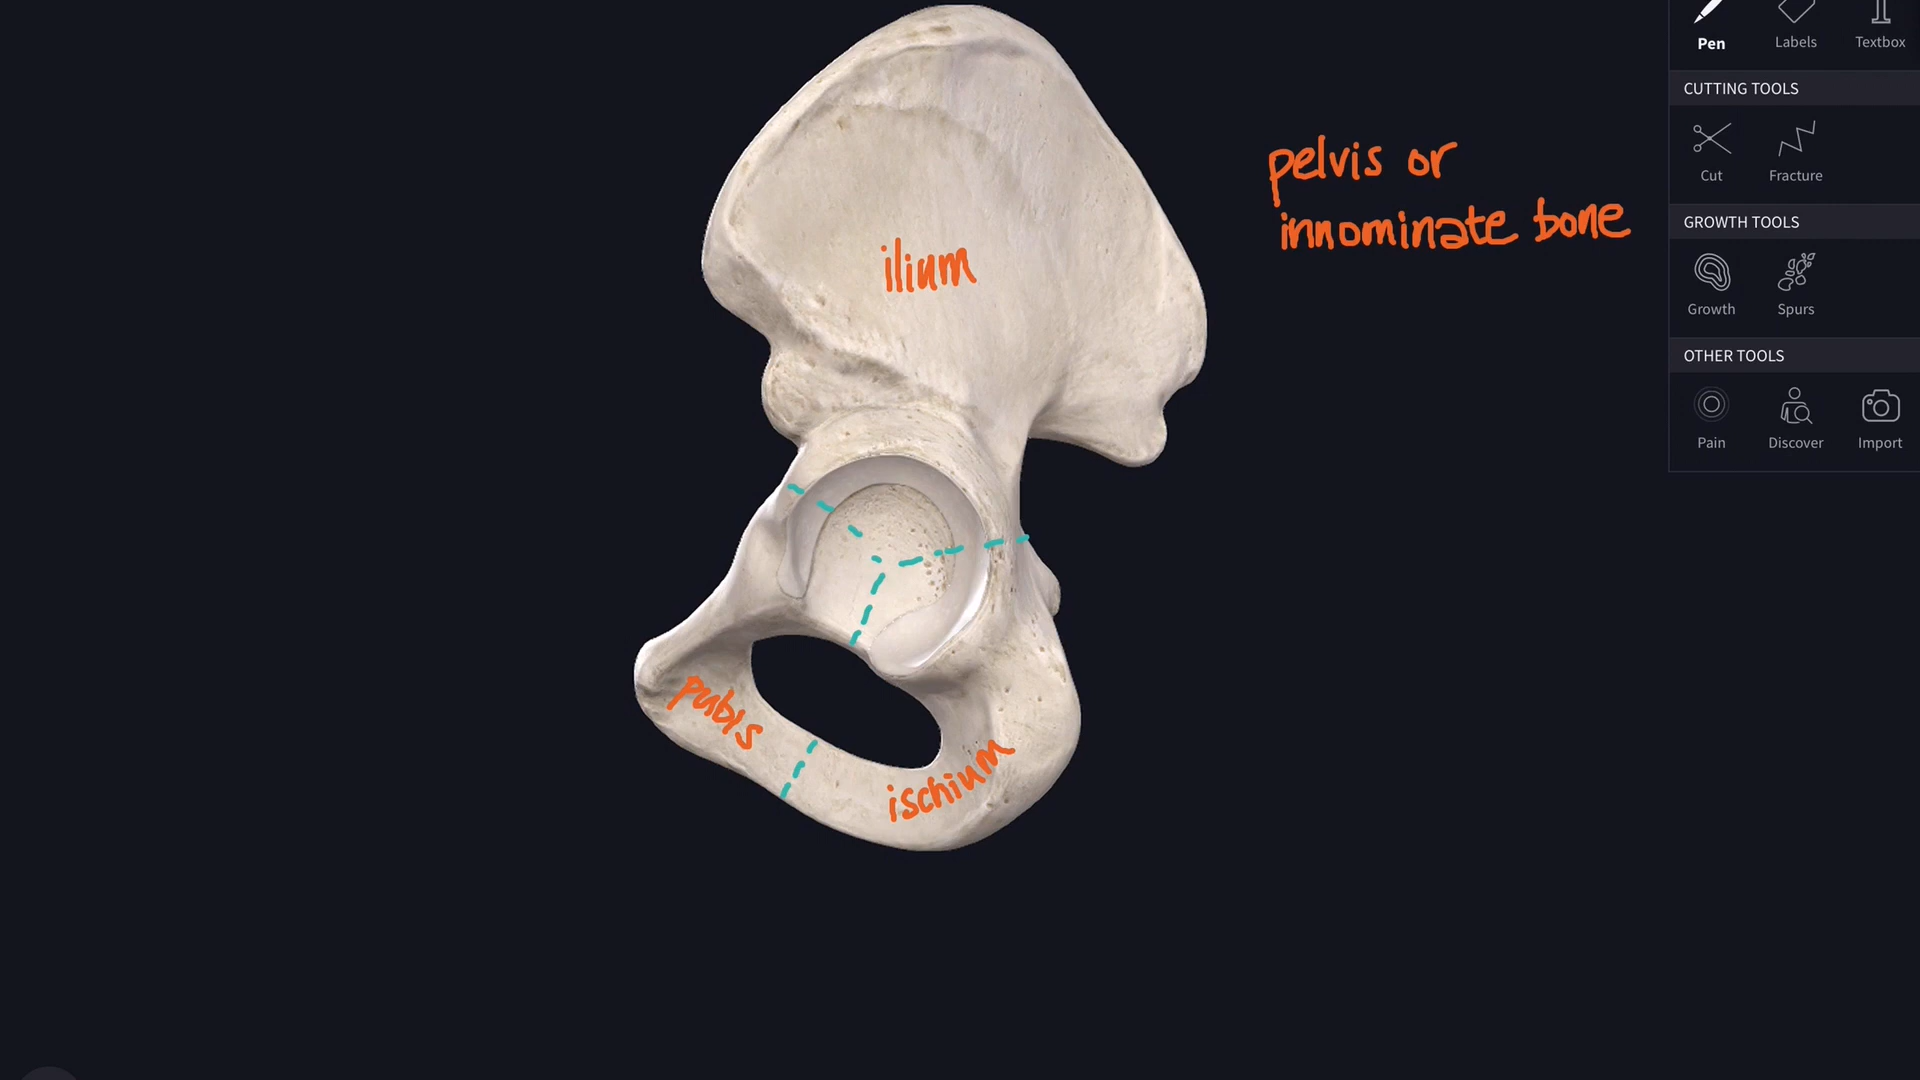 Pen
Labels
Textbox
CUTTING TOOLS
Cut
Fracture
GROWTH TOOLS
Growth
Spurs
OTHER TOOLS
Pain
Discover
Import
pelvis or
innominate bone
ilium
pubis
ischium